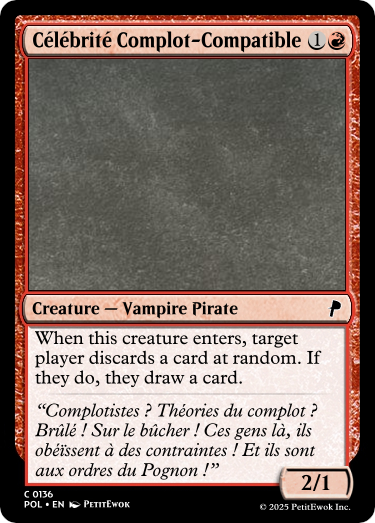 Célébrité Complot-Compatible 1
Creature — Vampire Pirate
When this creature enters, target
player discards a card at random. If
they do, they draw a card.
“Complotistes ? Théories du complot ?
Brûlé ! Sur le bûcher ! Ces gens là, ils
obéïssent à des contraintes ! Et ils sont
aux ordres du Pognon !”
2/1
C 0136
POL • EN PetitEwok
© 2025 PetitEwok Inc.